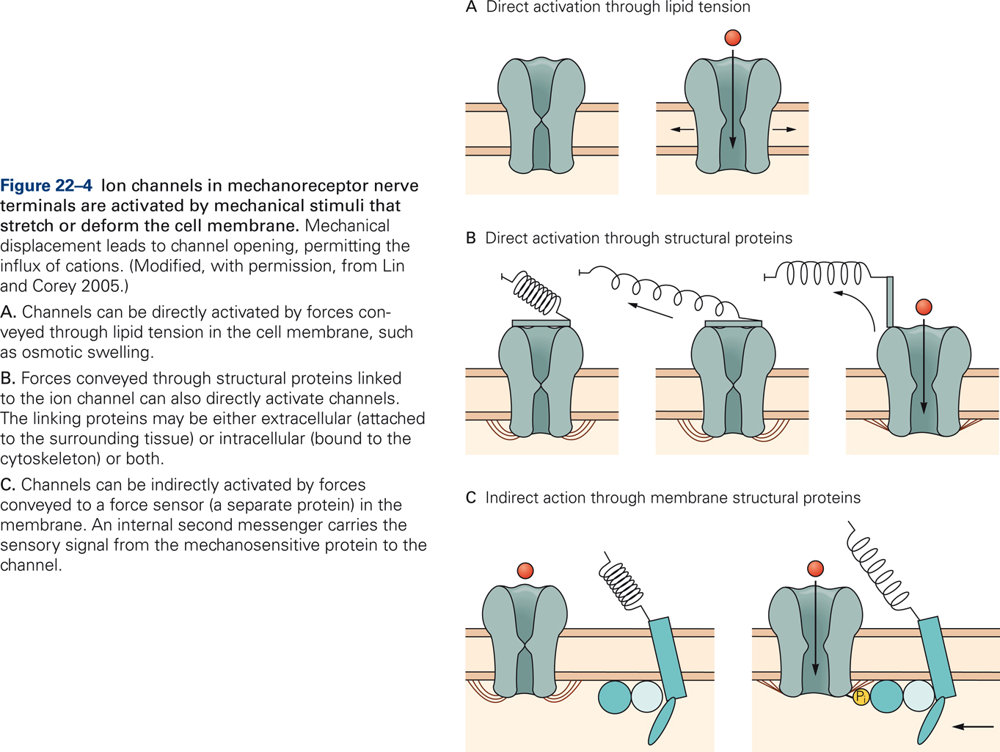 Figure 22–4 Ion channels in mechanoreceptor nerve
terminals are activated by mechanical stimuli that
stretch or deform the cell membrane. Mechanical
displacement leads to channel opening, permitting the
influx of cations. (Modified, with permission, from Lin
and Corey 2005.)
A. Channels can be directly activated by forces con-
veyed through lipid tension in the cell membrane, such
as osmotic swelling.
B. Forces conveyed through structural proteins linked
to the ion channel can also directly activate channels.
The linking proteins may be either extracellular (attached
to the surrounding tissue) or intracellular (bound to the
cytoskeleton) or both.
C. Channels can be indirectly activated by forces
conveyed to a force sensor (a separate protein) in the
membrane. An internal second messenger carries the
sensory signal from the mechanosensitive protein to the
channel.
A Direct activation through lipid tension
B Direct activation through structural proteins
C Indirect action through membrane structural proteins
Pi